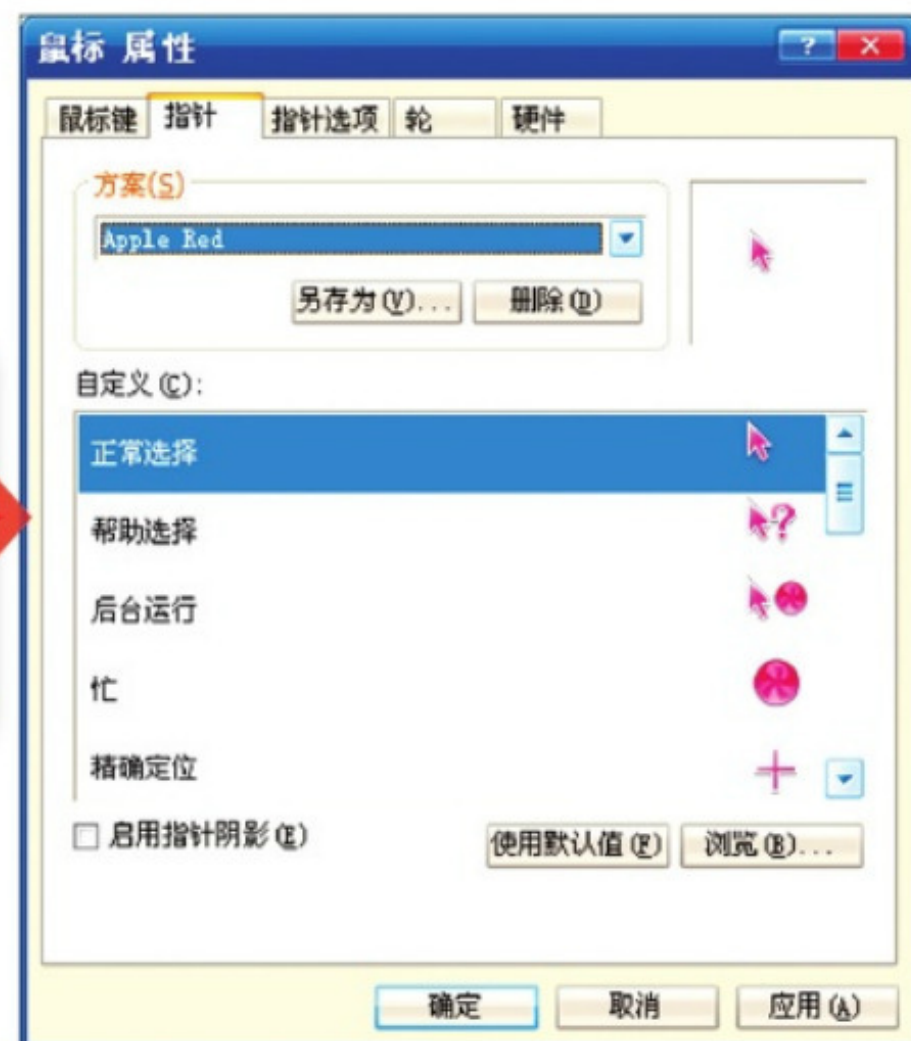 鼠标 属性
鼠标键 指针 指针选项 轮 硬件
方案(S)
Apple Red
另存为(V)... 删除(D)
自定义(C):
正常选择
帮助选择
后台运行
忙
精确定位
启用指针阴影(E)
使用默认值(F) 浏览(B)...
确定 取消 应用(A)